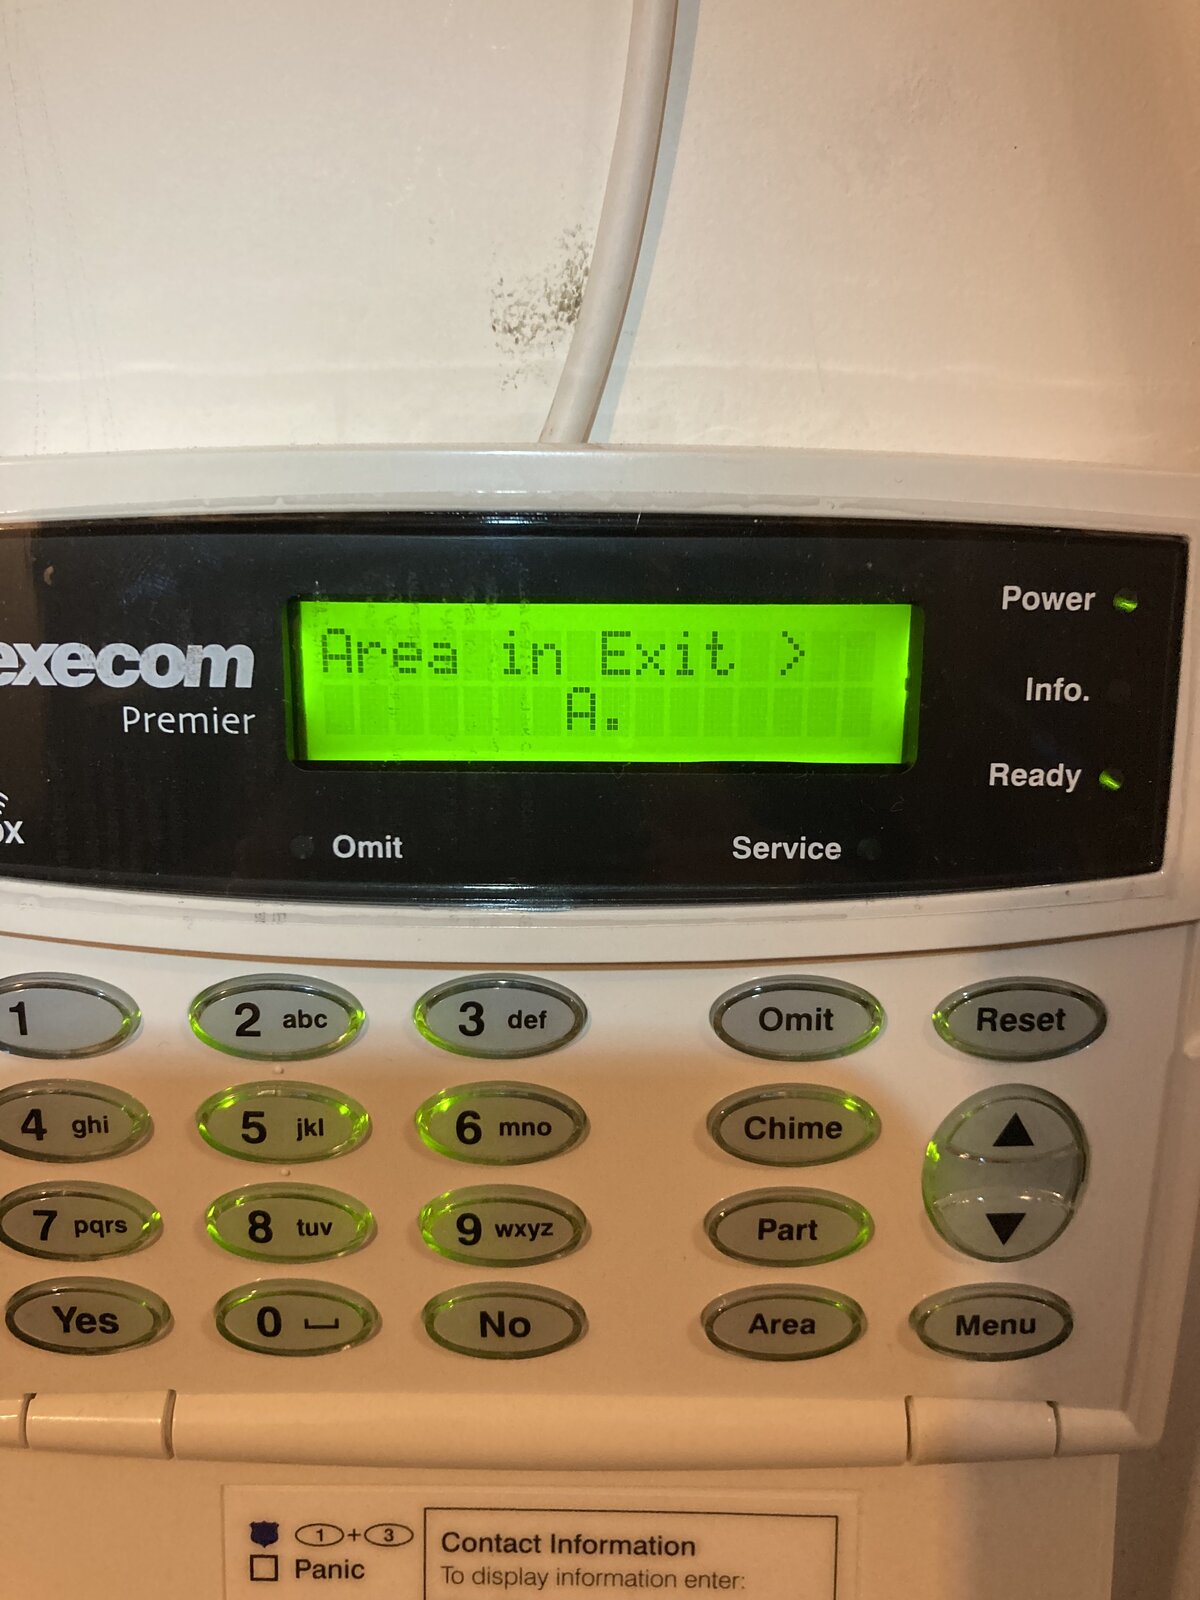 Area in Exit >
A.
execom
Premier
Power
Info.
Ready
Omit
Service
1
2 abc
3 def
Omit
Reset
4 ghi
5 jkl
6 mno
Chime
7 pqrs
8 tuv
9 wxyz
Part
Yes
0
No
Area
Menu
1+3
Panic
Contact Information
To display information enter: